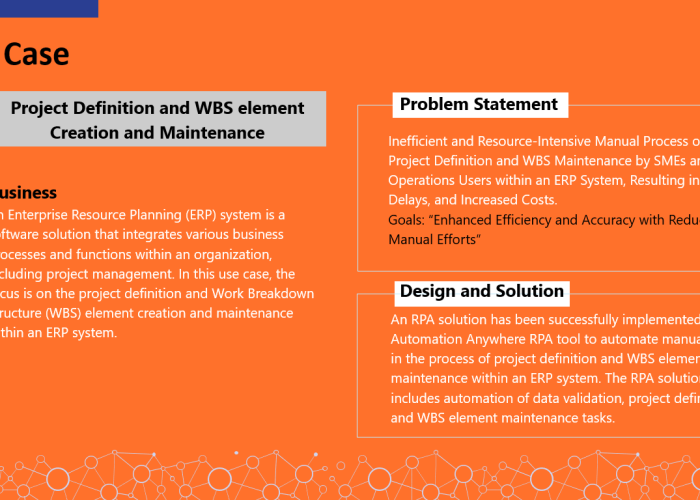 Case
Project Definition and WBS element
Creation and Maintenance
usiness
n Enterprise Resource Planning (ERP) system is a
oftware solution that integrates various business
rocesses and functions within an organization,
cluding project management. In this use case, the
cus is on the project definition and Work Breakdown
ructure (WBS) element creation and maintenance
thin an ERP system.
Problem Statement
Inefficient and Resource-Intensive Manual Process o
Project Definition and WBS Maintenance by SMEs an
Operations Users within an ERP System, Resulting in
Delays, and Increased Costs.
Goals: “Enhanced Efficiency and Accuracy with Redu
Manual Efforts”
Design and Solution
An RPA solution has been successfully implemented
Automation Anywhere RPA tool to automate manua
in the process of project definition and WBS elemen
maintenance within an ERP system. The RPA solutio
includes automation of data validation, project defin
and WBS element maintenance tasks.